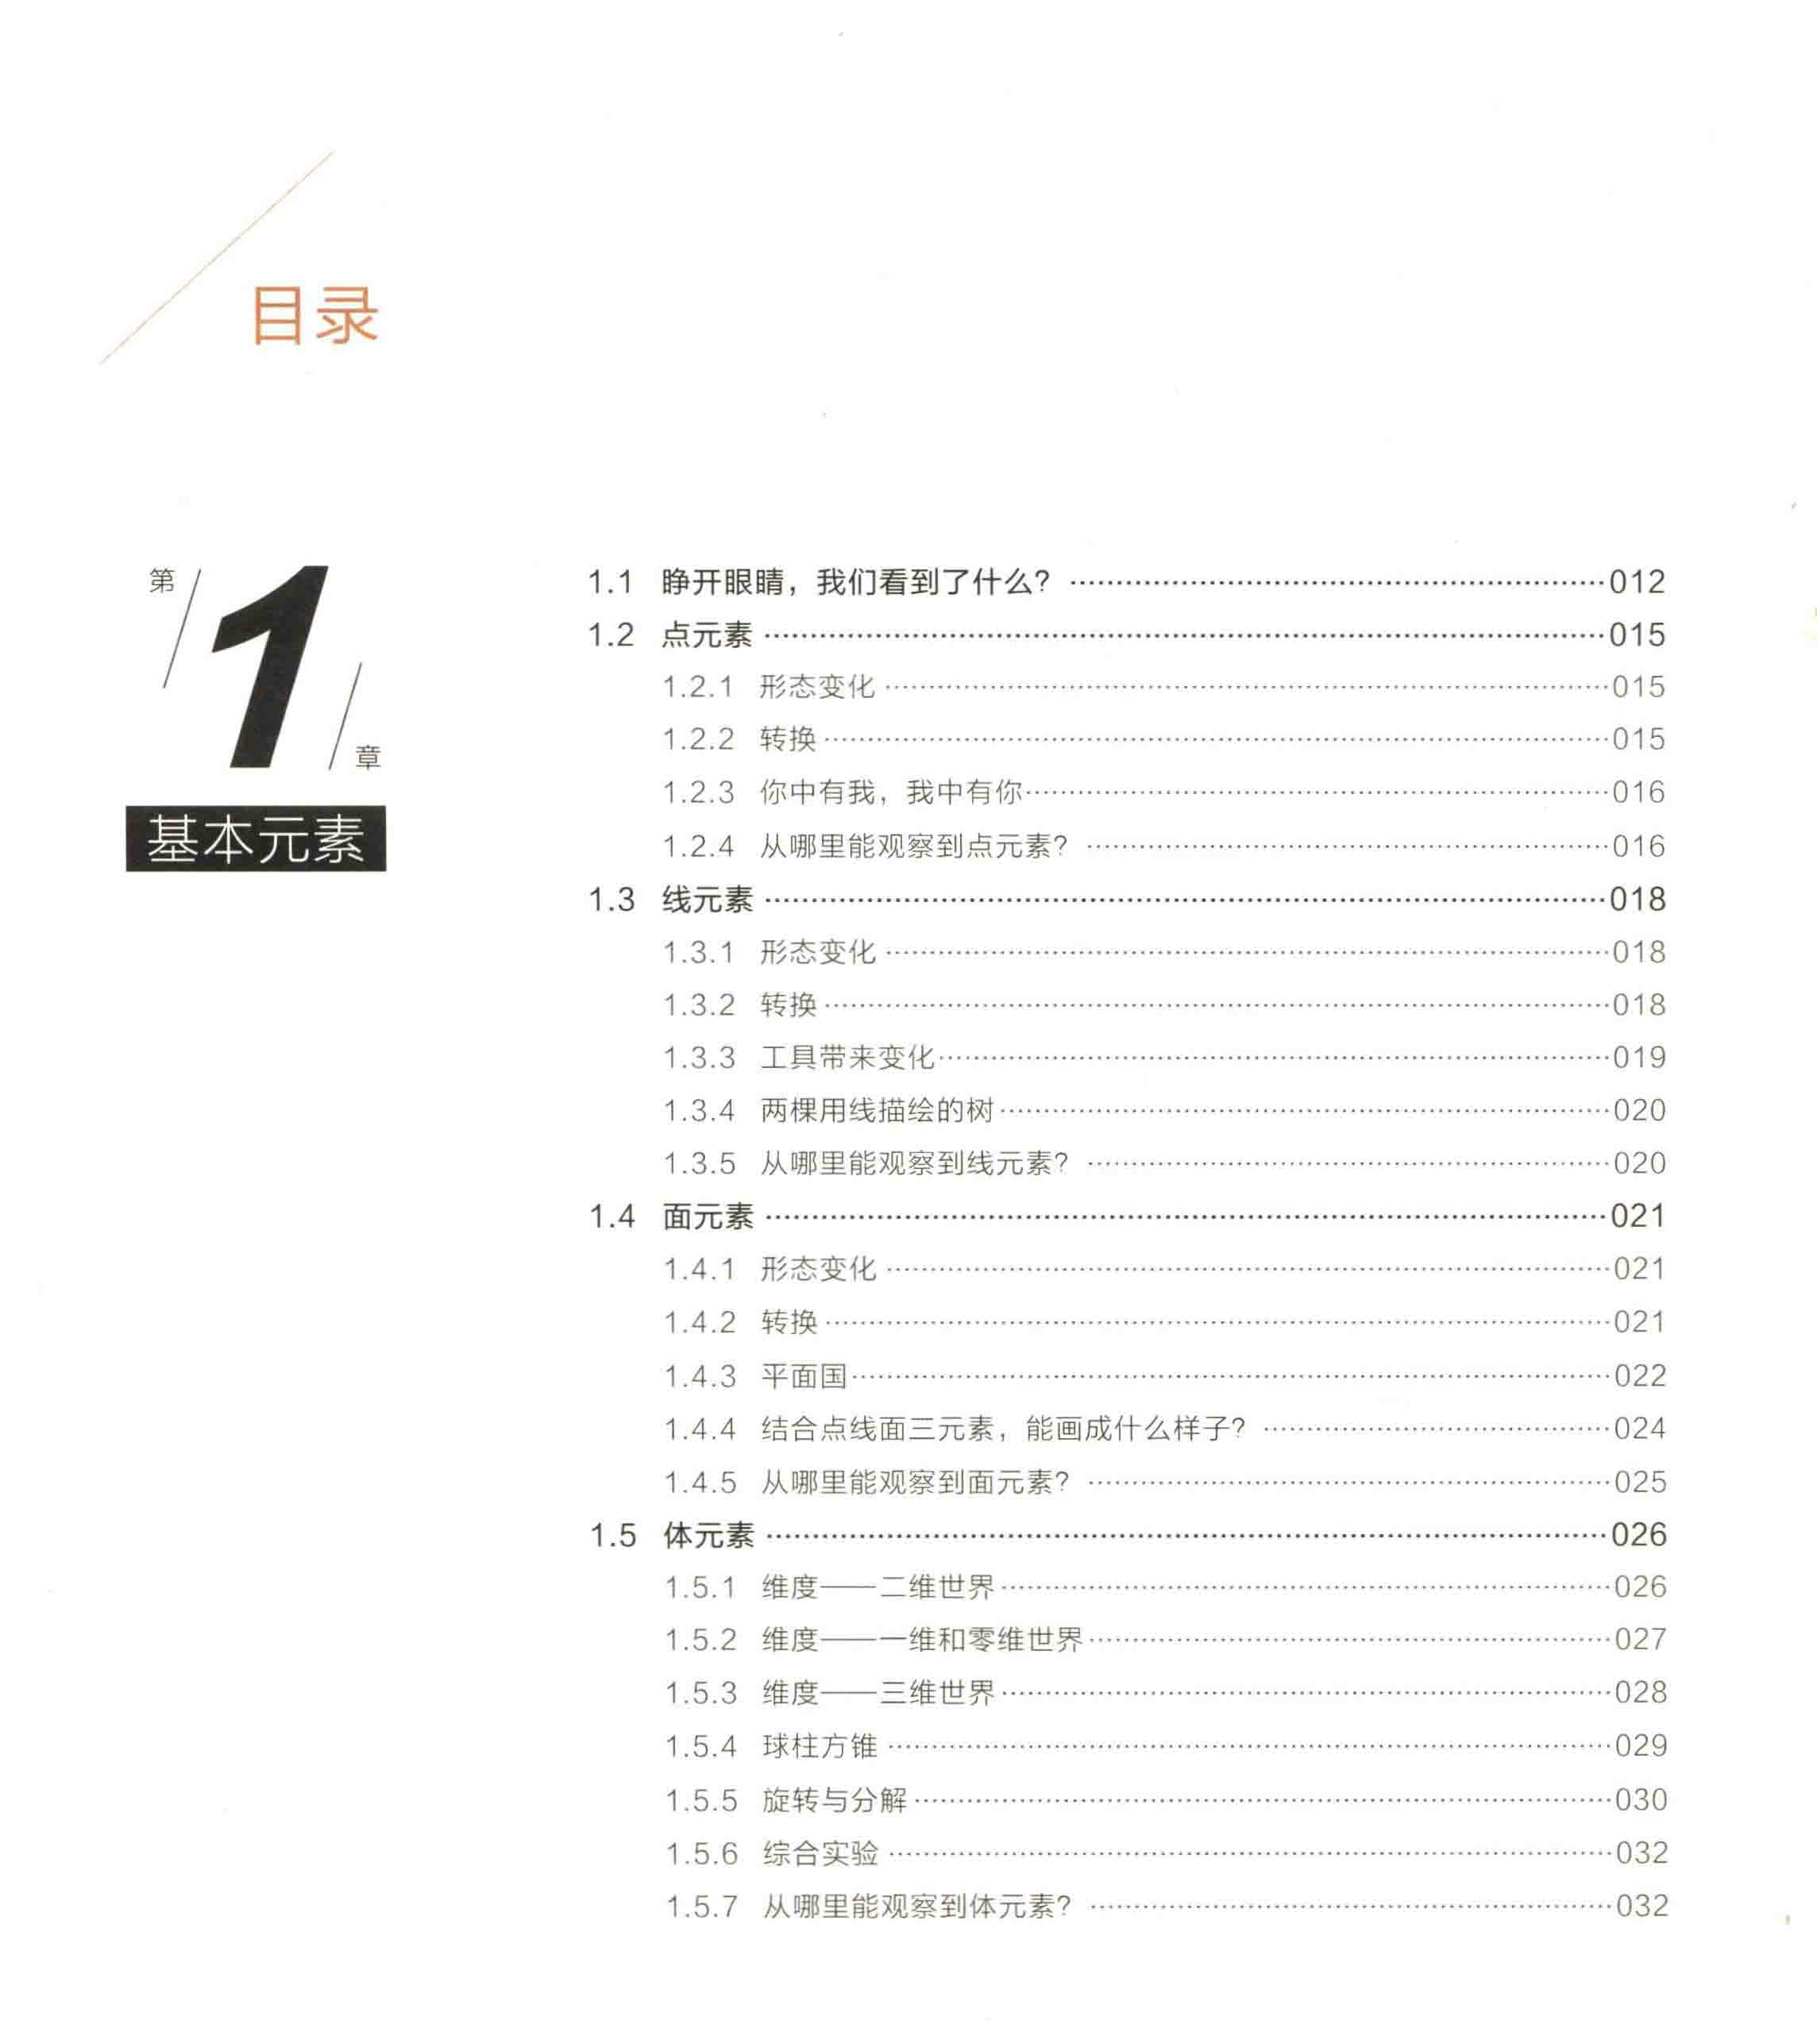 目录
第1章
基本元素
1.1 睁开眼睛，我们看到了什么？ 012
1.2 点元素 015
1.2.1 形态变化 015
1.2.2 转换 015
1.2.3 你中有我，我中有你 016
1.2.4 从哪里能观察到点元素？ 016
1.3 线元素 018
1.3.1 形态变化 018
1.3.2 转换 018
1.3.3 工具带来变化 019
1.3.4 两棵用线描绘的树 020
1.3.5 从哪里能观察到线元素？ 020
1.4 面元素 021
1.4.1 形态变化 021
1.4.2 转换 021
1.4.3 平面国 022
1.4.4 结合点线面三元素，能画成什么样子？ 024
1.4.5 从哪里能观察到面元素？ 025
1.5 体元素 026
1.5.1 维度——二维世界 026
1.5.2 维度——一维和零维世界 027
1.5.3 维度——三维世界 028
1.5.4 球柱方锥 029
1.5.5 旋转与分解 030
1.5.6 综合实验 032
1.5.7 从哪里能观察到体元素？ 032